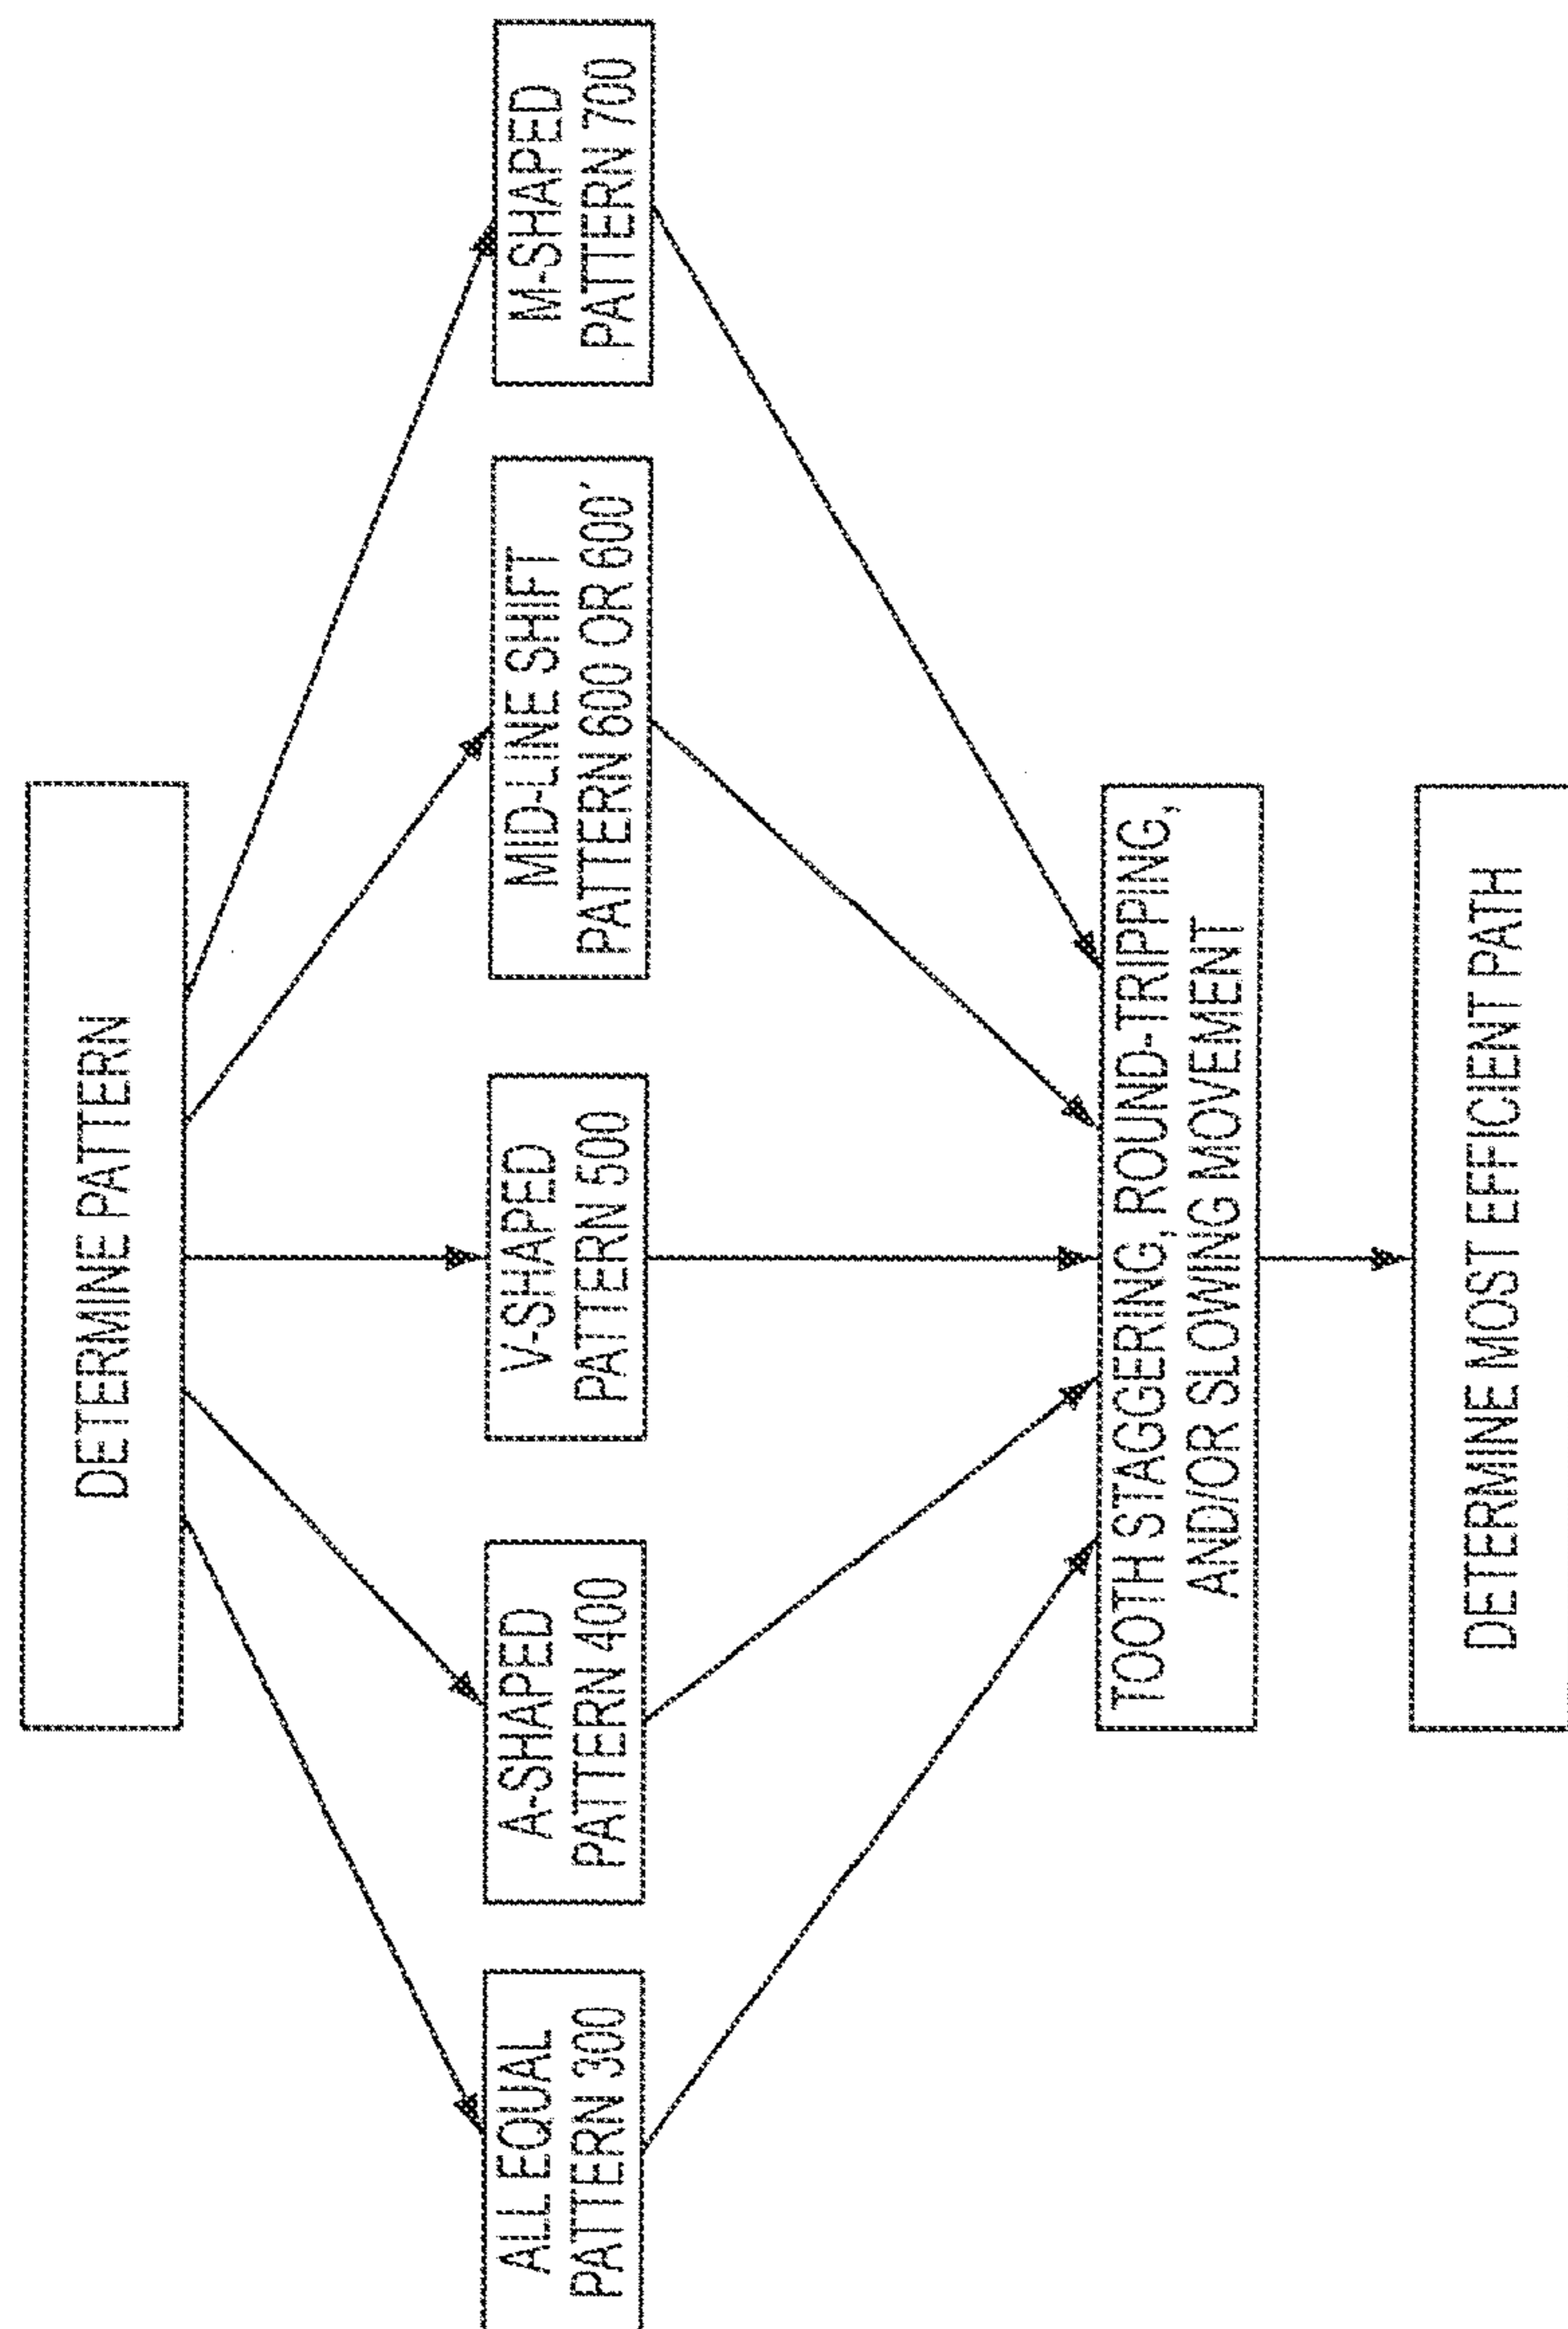 DETERMINE PATTERN
ALL EQUAL
PATTERN 300
A-SHAPED
PATTERN 400
V-SHAPED
PATTERN 500
MID-LINE SHIFT
PATTERN 600 OR 600´
M-SHAPED
PATTERN 700
TOOTH STAGGERING, ROUND-TRIPPING,
AND/OR SLOWING MOVEMENT
DETERMINE MOST EFFICIENT PATH